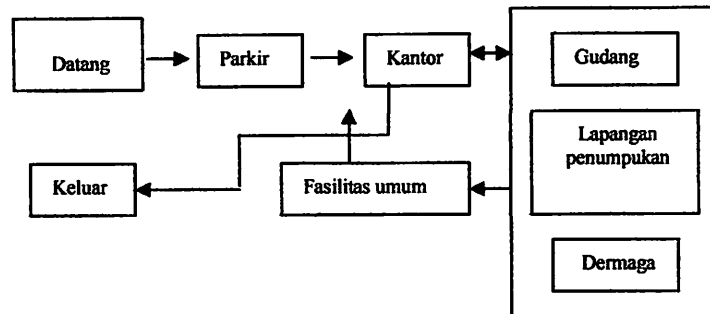 Datang
Parkir
Kantor
Gudang
Lapangan
penumpukan
Keluar
Fasilitas umum
Dermaga